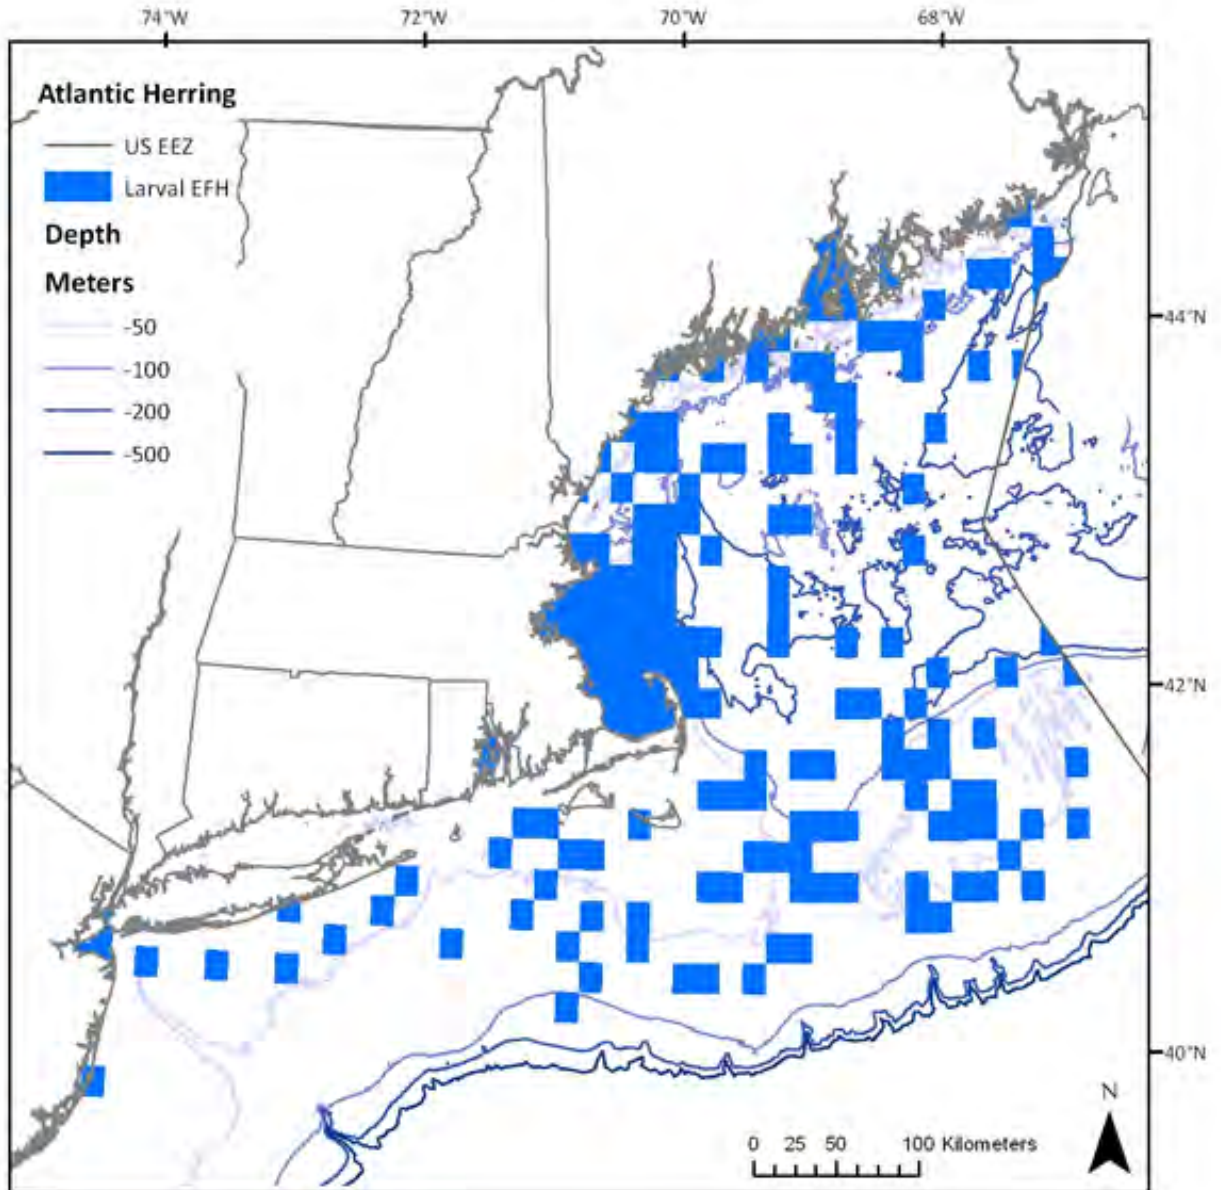 74°W 72°W 70°W 68°W
Atlantic Herring
US EEZ
Larval EFH
Depth
Meters
-50
-100
-200
-500
44°N
42°N
40°N
N
0 25 50 100 Kilometers